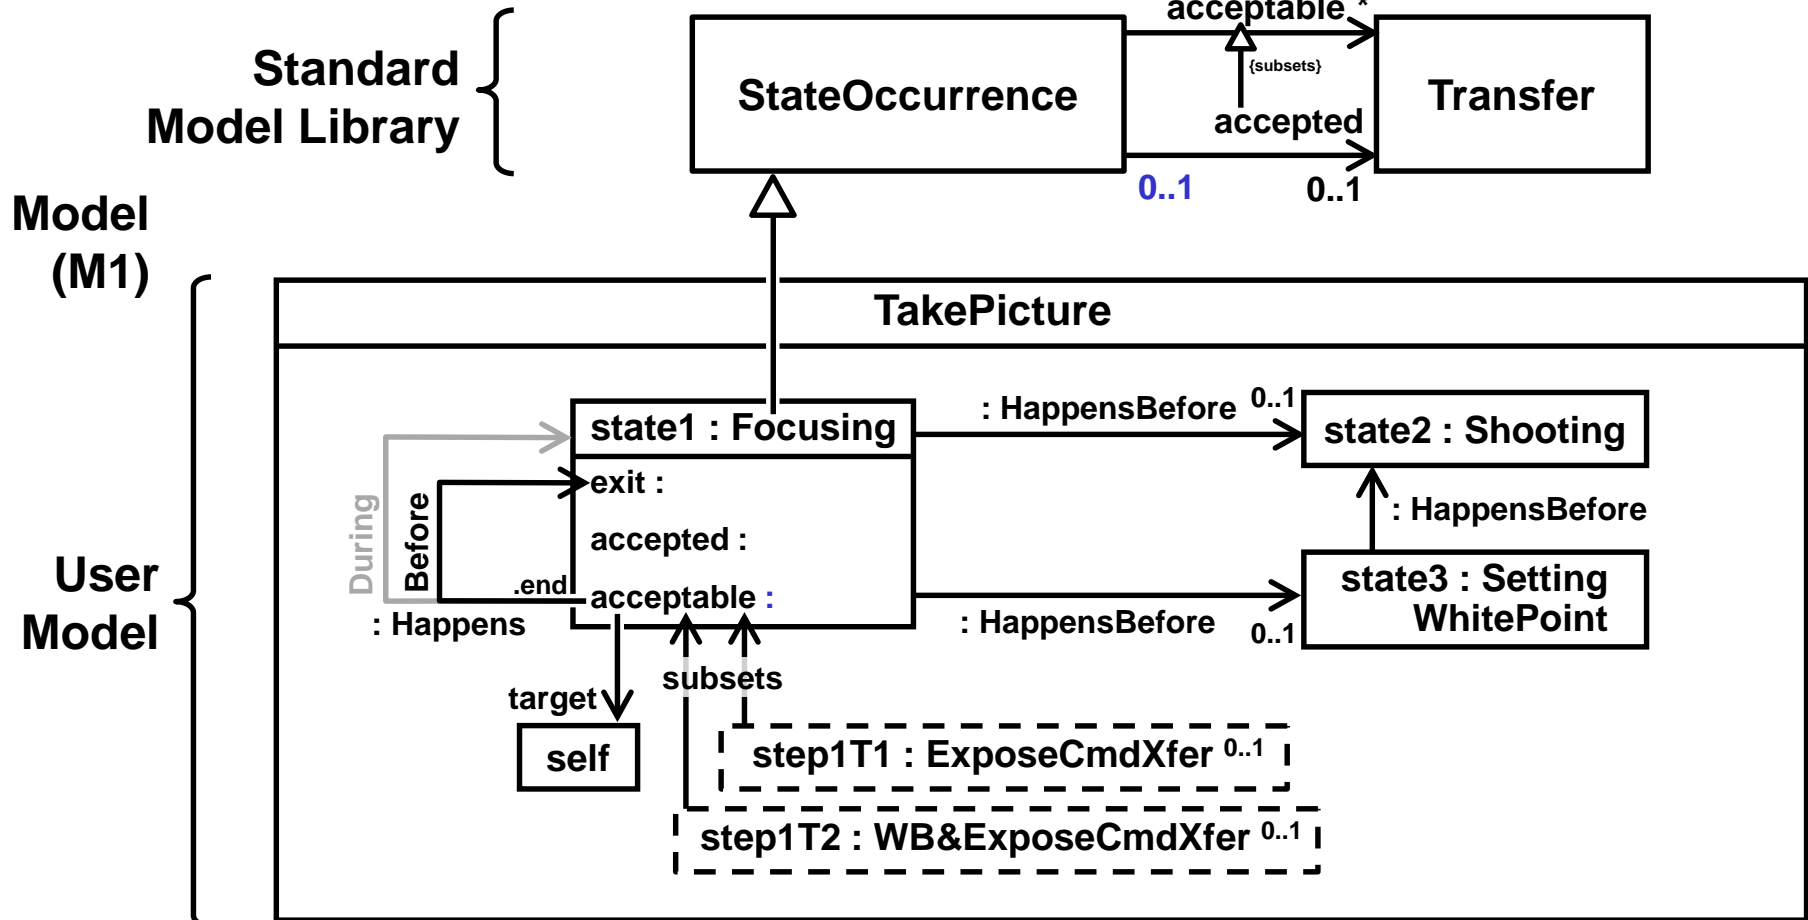 acceptable *
Standard
Model Library
StateOccurrence
{subsets}
Transfer
accepted
0..1
0..1
Model
(M1)
TakePicture
state1 : Focusing
: HappensBefore 0..1
state2 : Shooting
exit :
During
Before
: HappensBefore
accepted :
User
Model
.end
acceptable :
state3 : Setting
WhitePoint
: Happens
: HappensBefore
0..1
subsets
target
self
step1T1 : ExposeCmdXfer 0..1
step1T2 : WB&ExposeCmdXfer 0..1